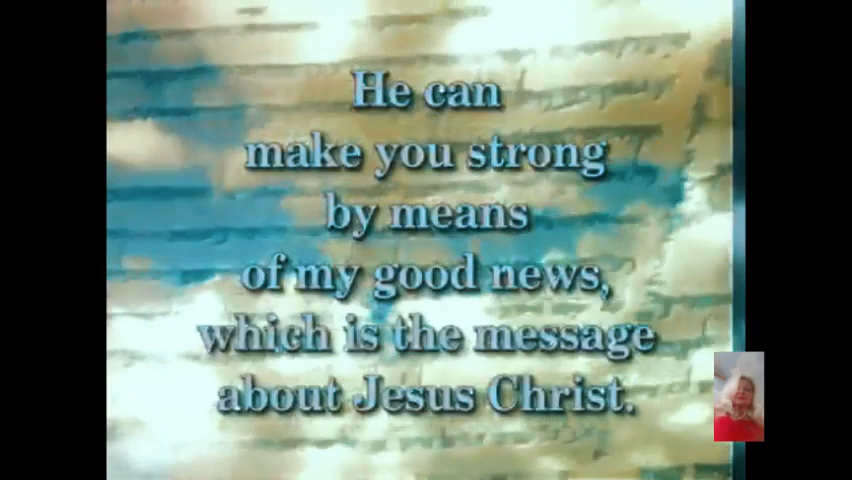 He can
make you strong
by means
of my good news,
which is the message
about Jesus Christ.